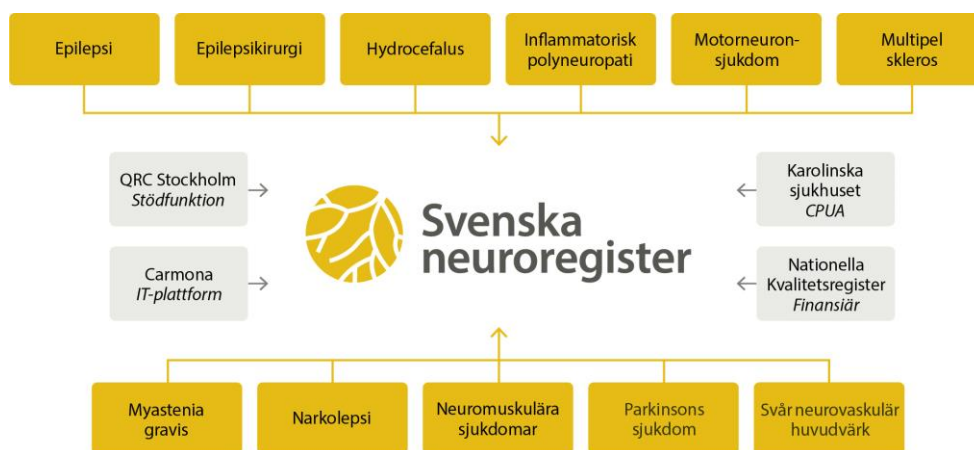 Epilepsi
Epilepsikirurgi
Hydrocefalus
Inflammatorisk
polyneuropati
Motorneuron-
sjukdom
Multipel
skleros
QRC Stockholm
Stödfunktion
Carmona
IT-plattform
Svenska
neuroregister
Karolinska
sjukhuset
CPUA
Nationella
Kvalitetsregister
Finansiär
Myastenia
gravis
Narkolepsi
Neuromuskulära
sjukdomar
Parkinsons
sjukdom
Svår neurovaskulär
huvudvärk